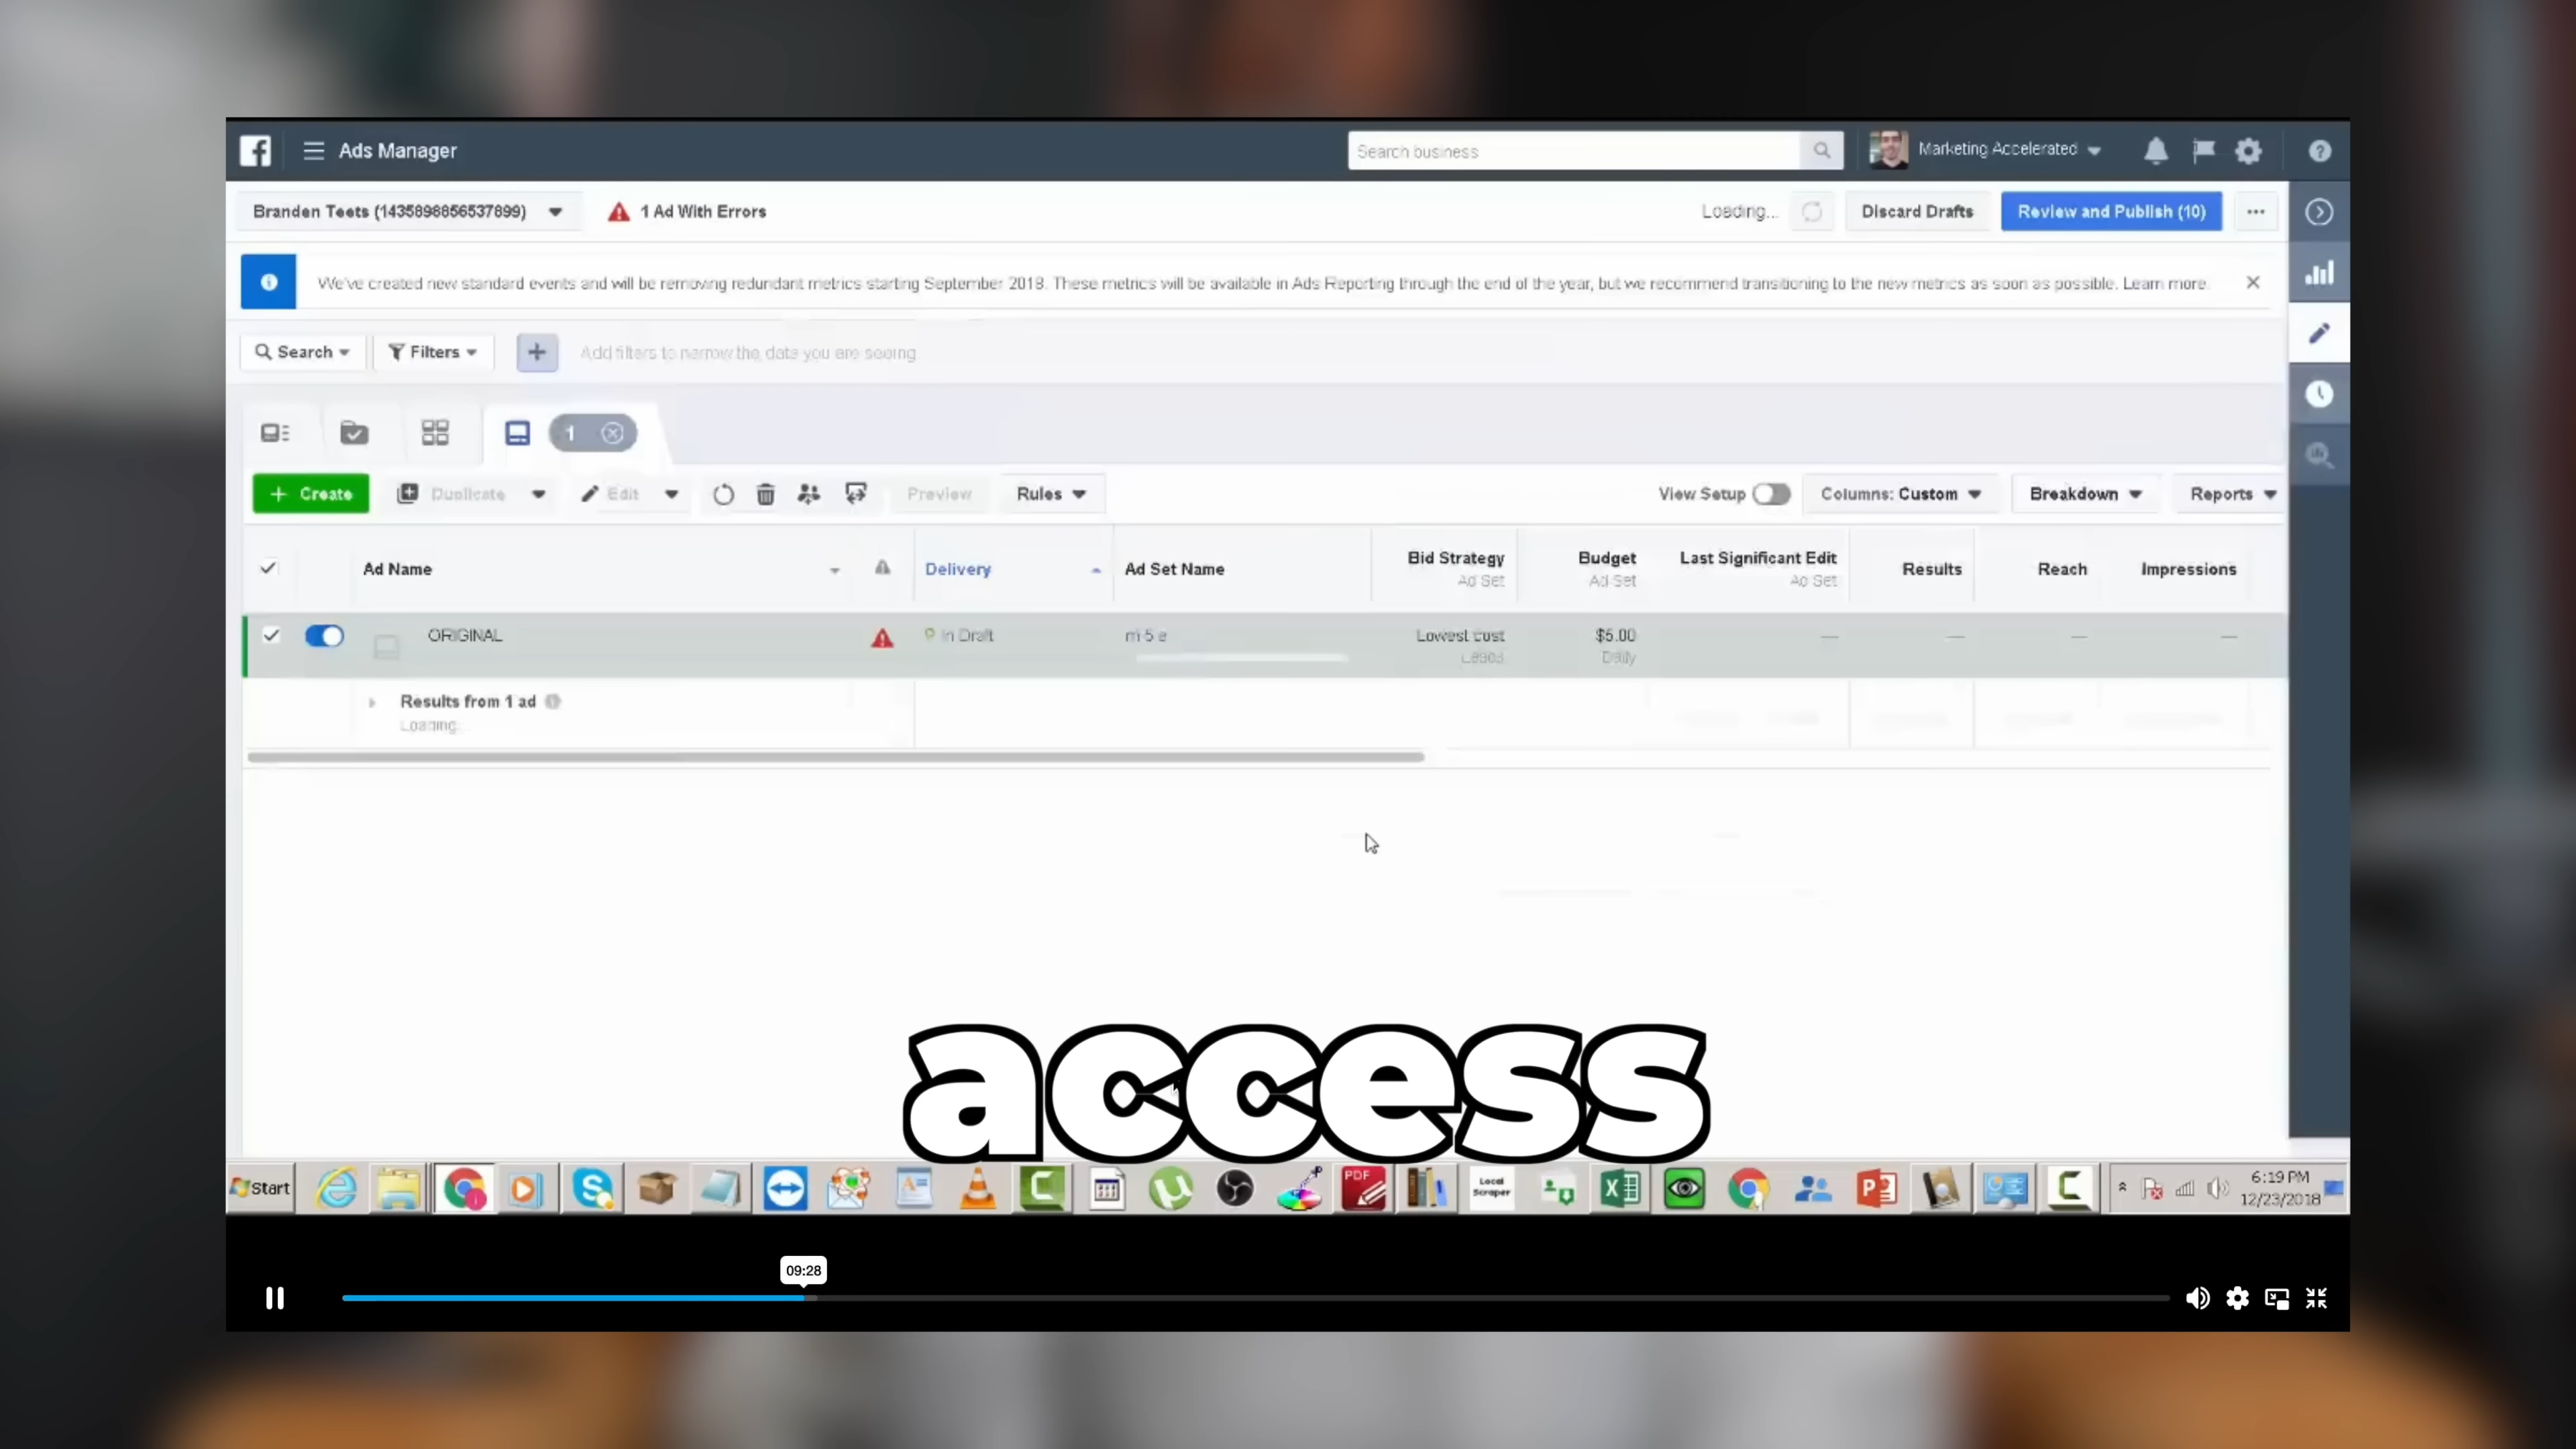 Ads Manager
Search business
Marketing Accelerated
Branden Teets (1435898856537899)
1 Ad With Errors
Loading...
Discard Drafts
Review and Publish (10)
We've created new standard events and will be removing redundant metrics starting September 2018. These metrics will be available in Ads Reporting through the end of the year, but we recommend transitioning to the new metrics as soon as possible. Learn more.
Search
Filters
Add filters to narrow the data you are seeing
1
Create
Duplicate
Edit
Preview
Rules
View Setup
Columns: Custom
Breakdown
Reports
Ad Name
Delivery
Ad Set Name
Bid Strategy
Ad Set
Budget
Ad Set
Last Significant Edit
Ad Set
Results
Reach
Impressions
ORIGINAL
In Draft
m 5 e
Lowest cost
Leads
$5.00
Daily
Results from 1 ad
Loading...
access
Start
PDF
Local
Scraper
6:19 PM
12/23/2018
09:28